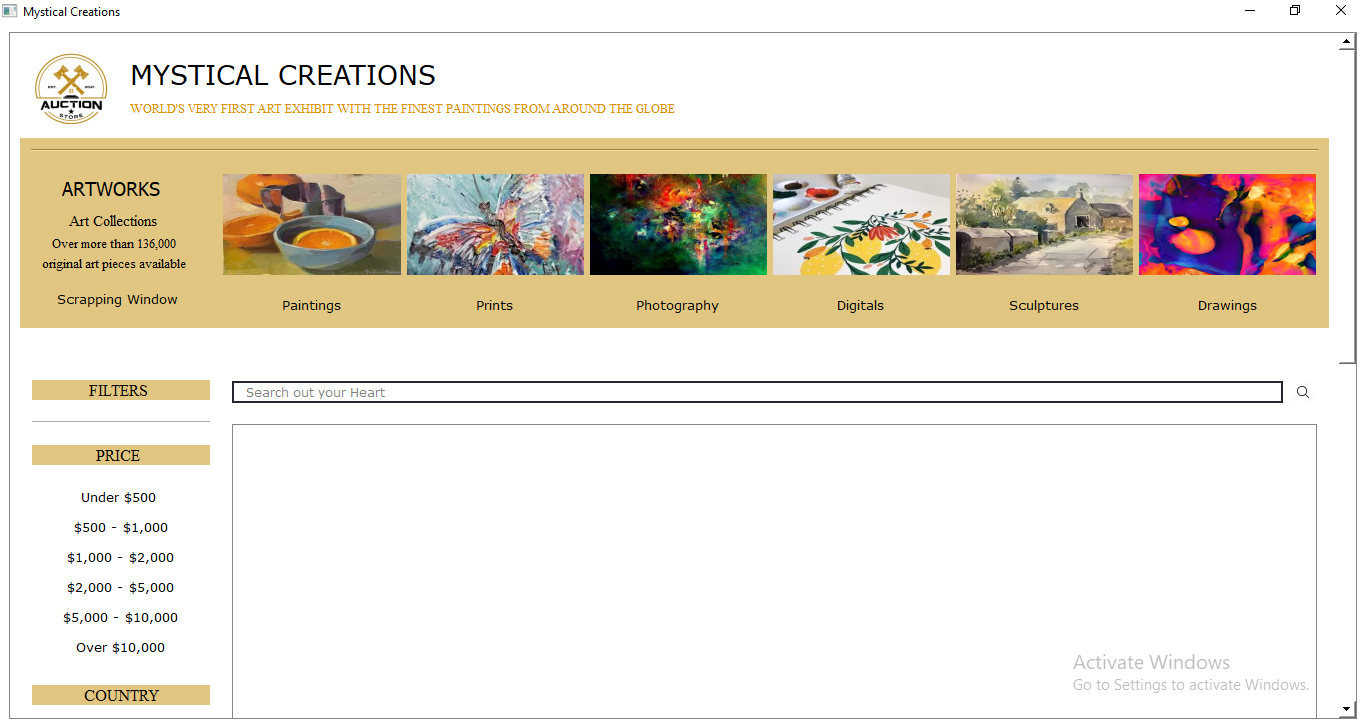 Mystical Creations
AUCTION
STORE
MYSTICAL CREATIONS
WORLD'S VERY FIRST ART EXHIBIT WITH THE FINEST PAINTINGS FROM AROUND THE GLOBE
ARTWORKS
Art Collections
Over more than 136,000
original art pieces available
Scrapping Window
Paintings
Prints
Photography
Digitals
Sculptures
Drawings
FILTERS
Search out your Heart
PRICE
Under $500
$500 - $1,000
$1,000 - $2,000
$2,000 - $5,000
$5,000 - $10,000
Over $10,000
COUNTRY
Activate Windows
Go to Settings to activate Windows.